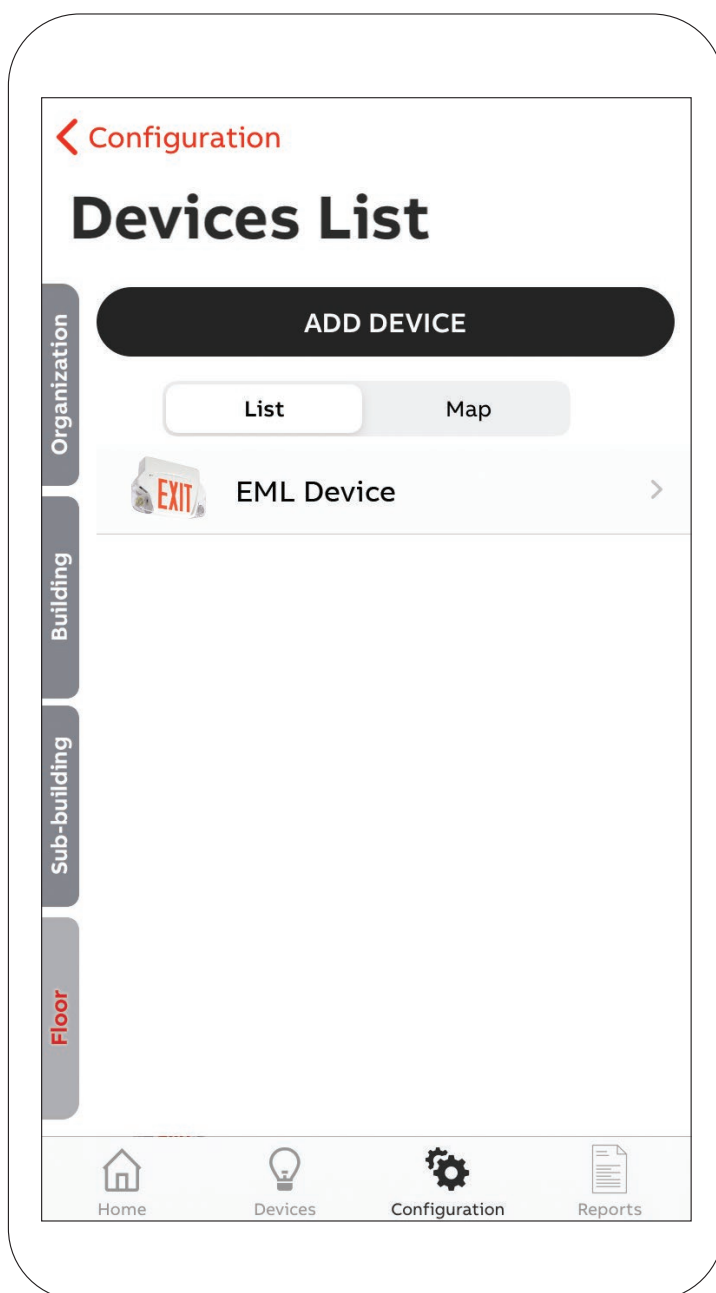 Configuration
Devices List
ADD DEVICE
List
Map
EXIT
EML Device
Organization
Building
Sub-building
Floor
Home
Devices
Configuration
Reports